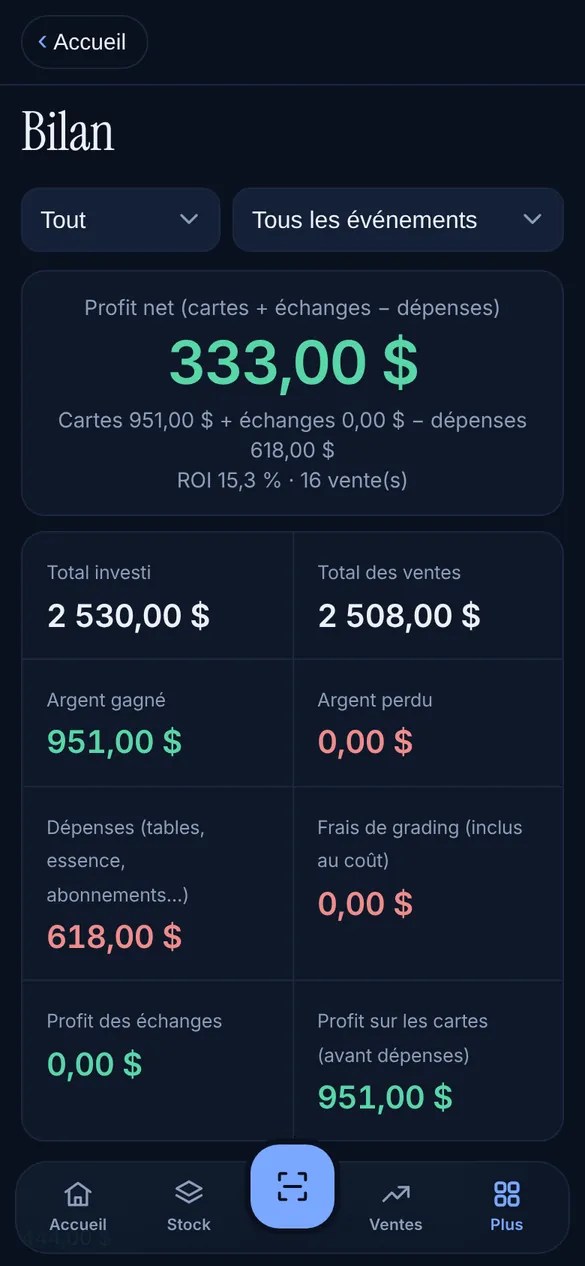 Accueil
Bilan
Tout
Tous les événements
Profit net (cartes + échanges − dépenses)
333,00 $
Cartes 951,00 $ + échanges 0,00 $ − dépenses
618,00 $
ROI 15,3 % · 16 vente(s)
Total investi
2 530,00 $
Total des ventes
2 508,00 $
Argent gagné
951,00 $
Argent perdu
0,00 $
Dépenses (tables,
essence,
abonnements…)
618,00 $
Frais de grading (inclus
au coût)
0,00 $
Profit des échanges
0,00 $
Profit sur les cartes
(avant dépenses)
951,00 $
Accueil
Stock
Ventes
Plus